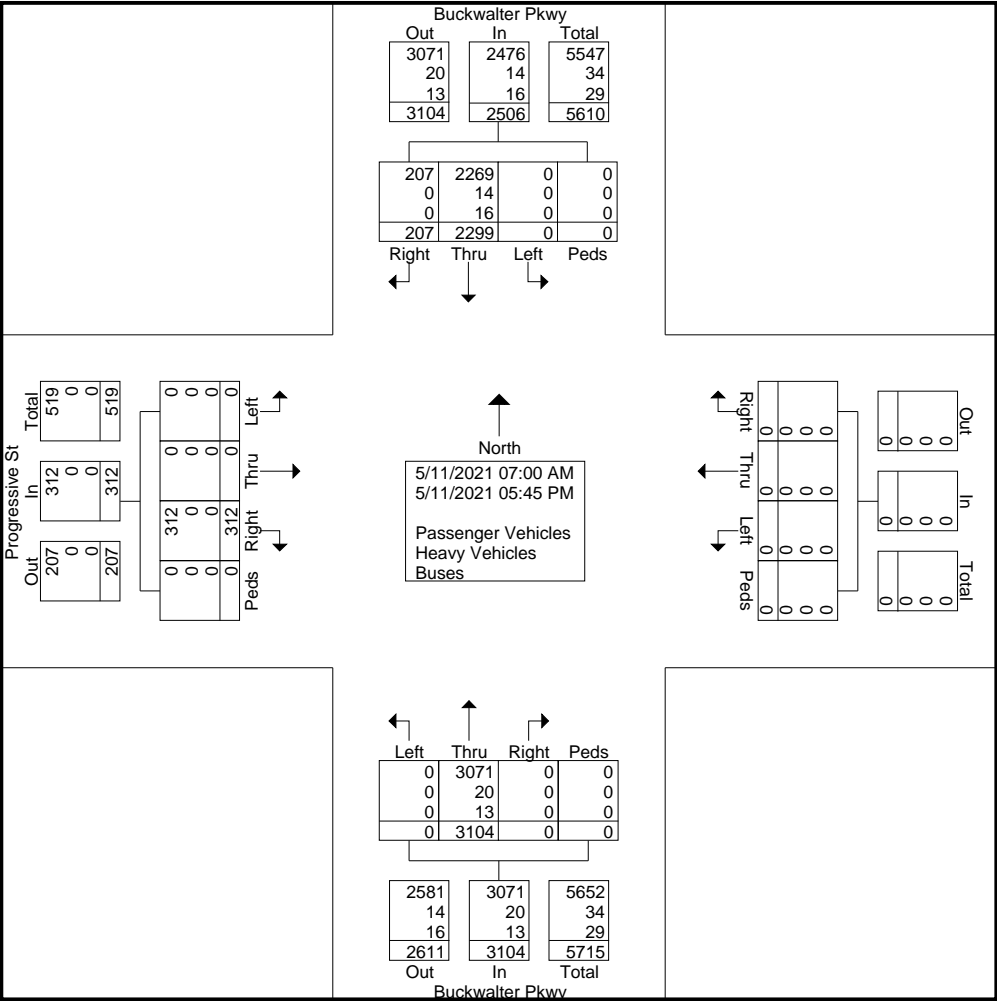 Buckwalter Pkwy
Out In Total
3071 2476 5547
20 14 34
13 16 29
3104 2506 5610
207 2269 0 0
0 14 0 0
0 16 0 0
207 2299 0 0
Right Thru Left Peds
Progressive St
Total
519 0 0 519
In
312 0 0 312
Out
207 0 0 207
0 0 0 0
Left
0 0 0 0
Thru
312 0 0 312
Right
0 0 0 0
Peds
North
5/11/2021 07:00 AM
5/11/2021 05:45 PM
Passenger Vehicles
Heavy Vehicles
Buses
Right
0 0 0 0
Thru
0 0 0 0
Left
0 0 0 0
Peds
0 0 0 0
Out
0 0 0 0
In
0 0 0 0
Total
0 0 0 0
Left Thru Right Peds
0 3071 0 0
0 20 0 0
0 13 0 0
0 3104 0 0
2581 3071 5652
14 20 34
16 13 29
2611 3104 5715
Out In Total
Buckwalter Pkwy